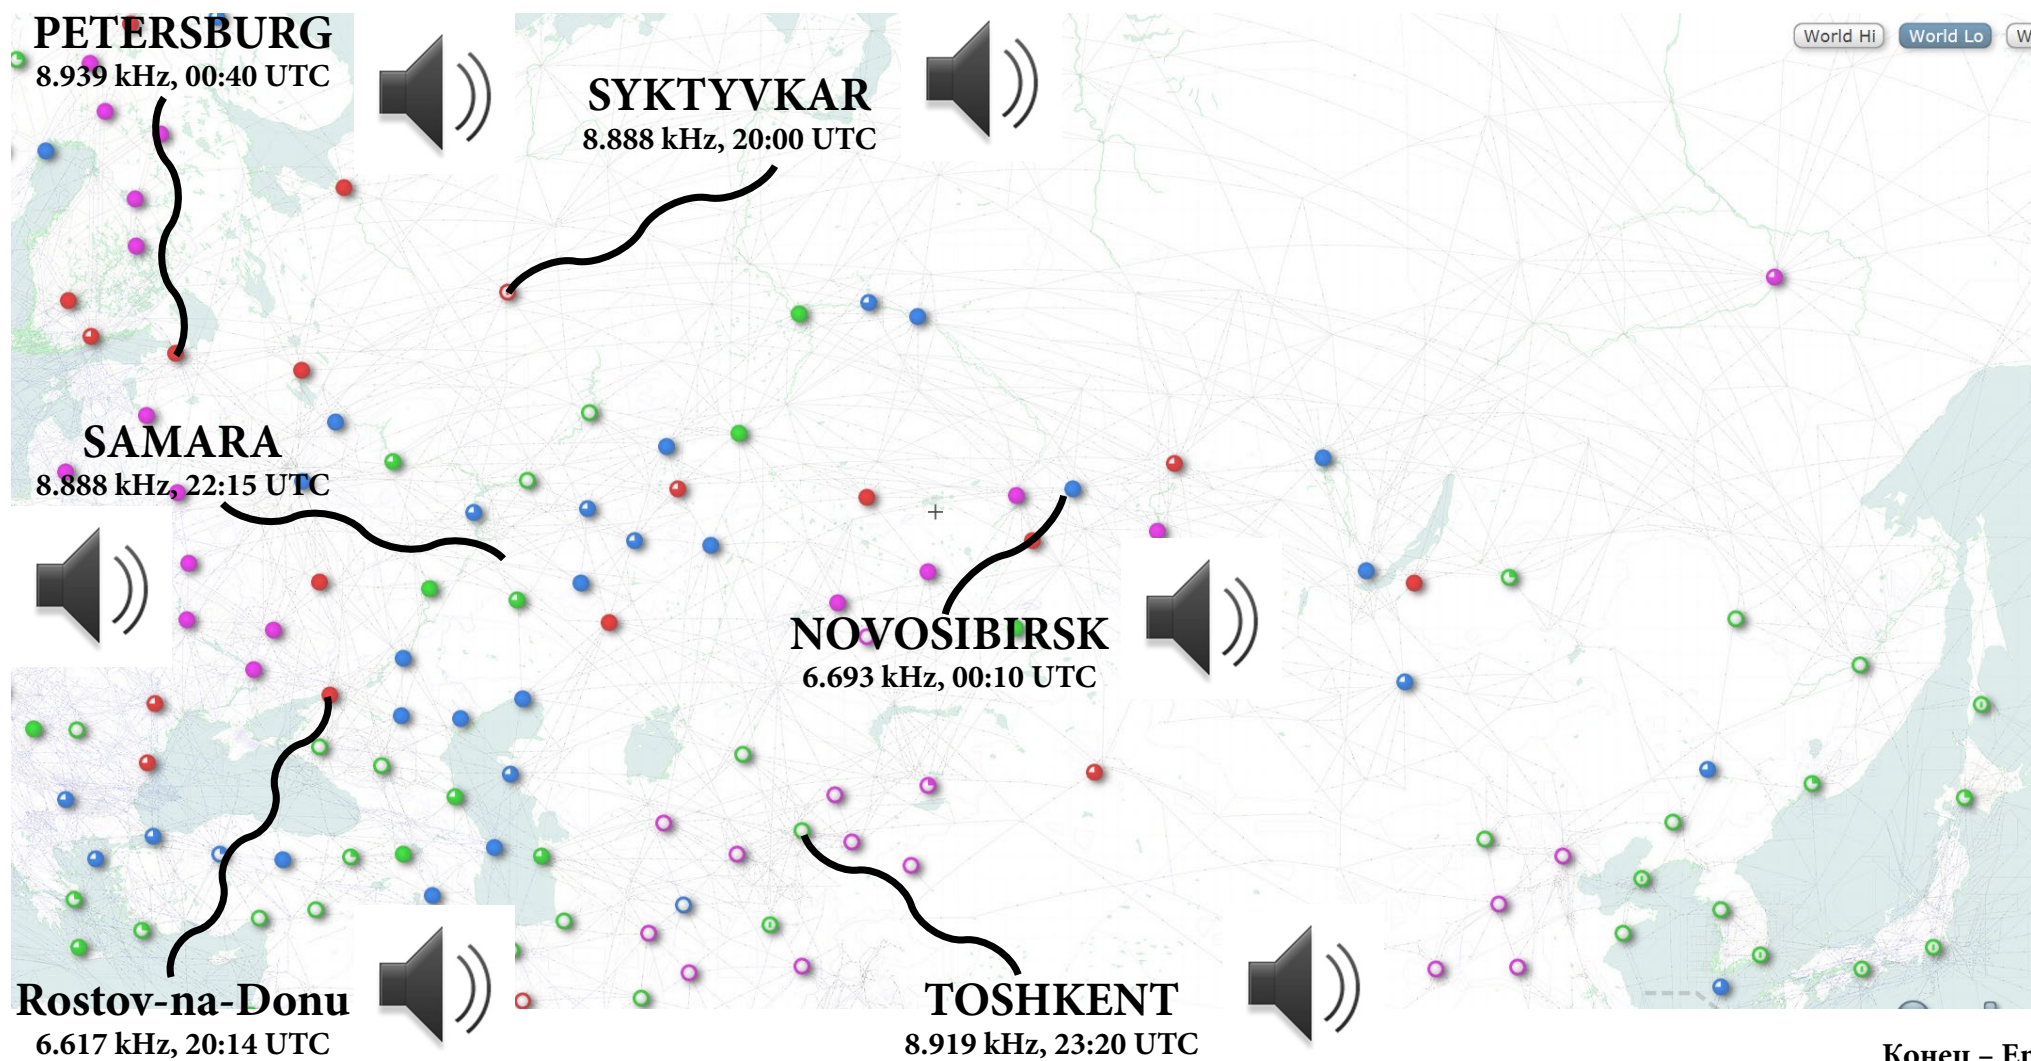 PETERSBURG
8.939 kHz, 00:40 UTC
World Hi
World Lo
W
SYKTYVKAR
8.888 kHz, 20:00 UTC
SAMARA
8.888 kHz, 22:15 UTC
NOVOSIBIRSK
6.693 kHz, 00:10 UTC
Rostov-na-Donu
6.617 kHz, 20:14 UTC
TOSHKENT
8.919 kHz, 23:20 UTC
Конец –